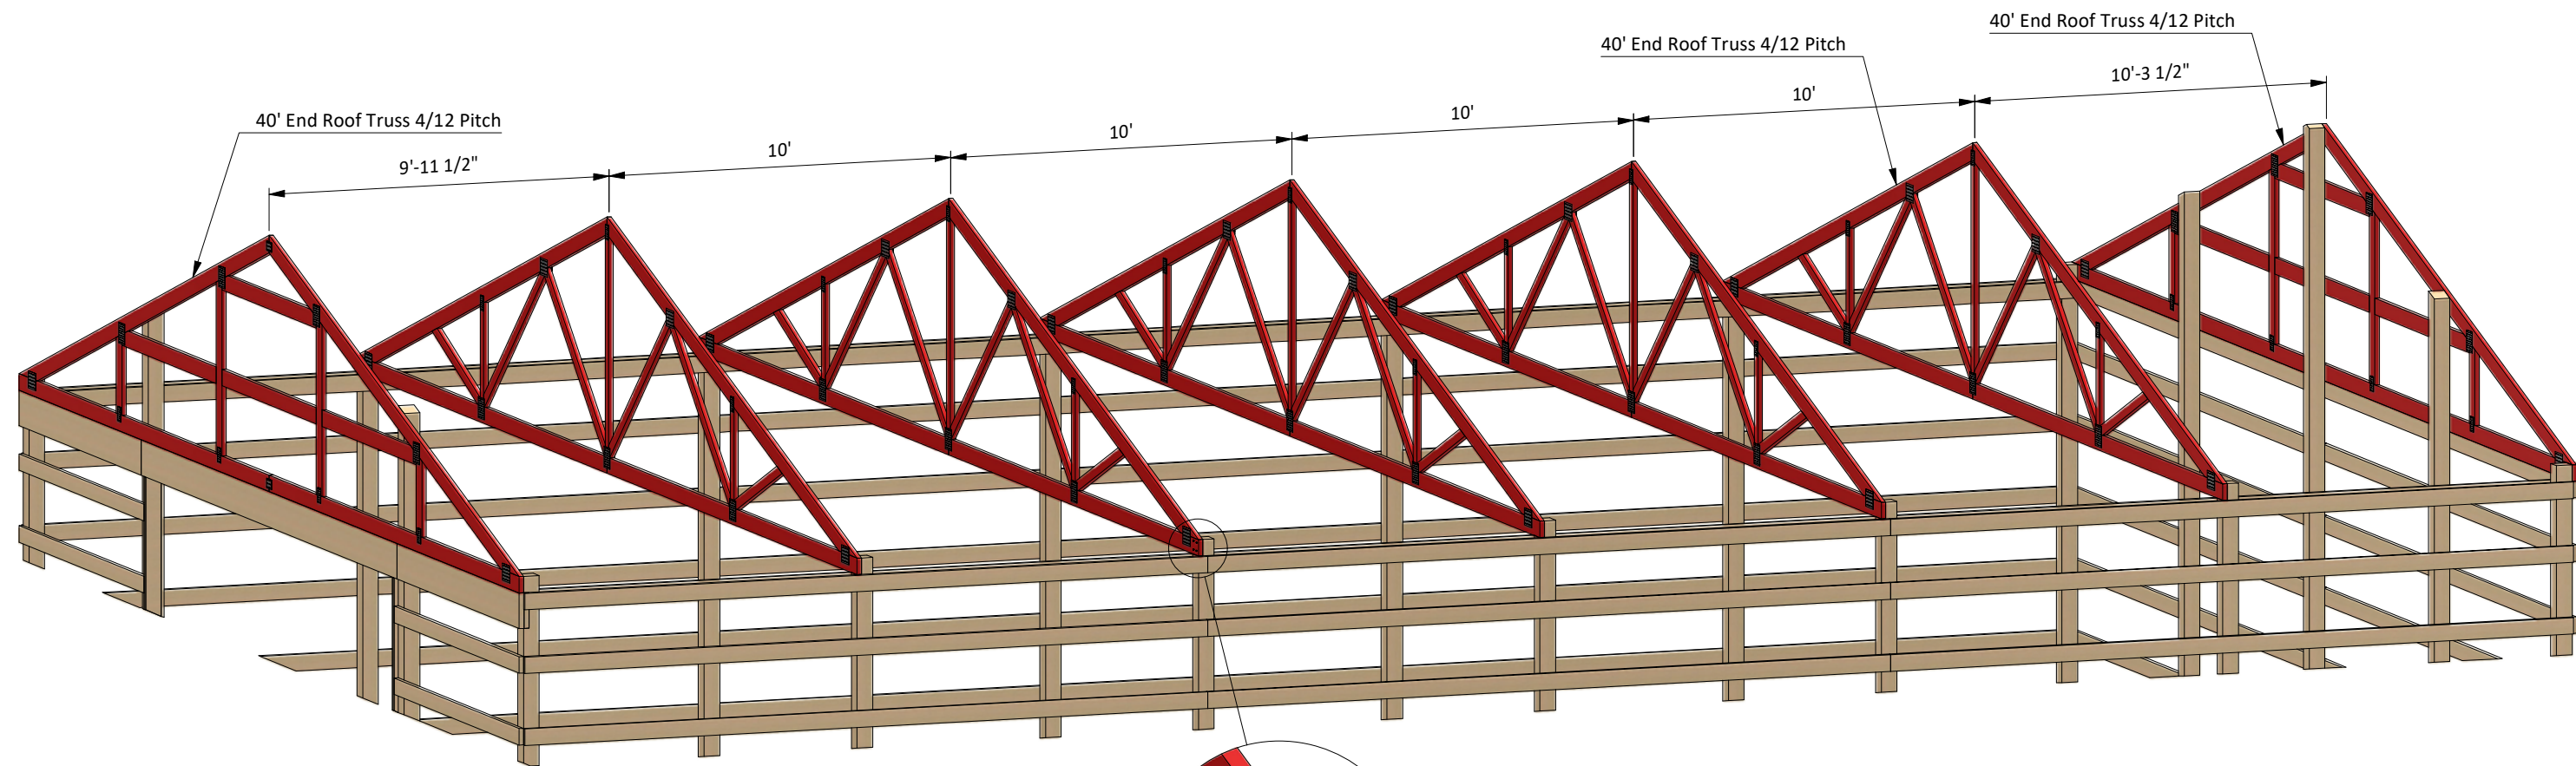 40' End Roof Truss 4/12 Pitch
40' End Roof Truss 4/12 Pitch
10'-3 1/2"
10'
10'
10'
40' End Roof Truss 4/12 Pitch
10'
9'-11 1/2"